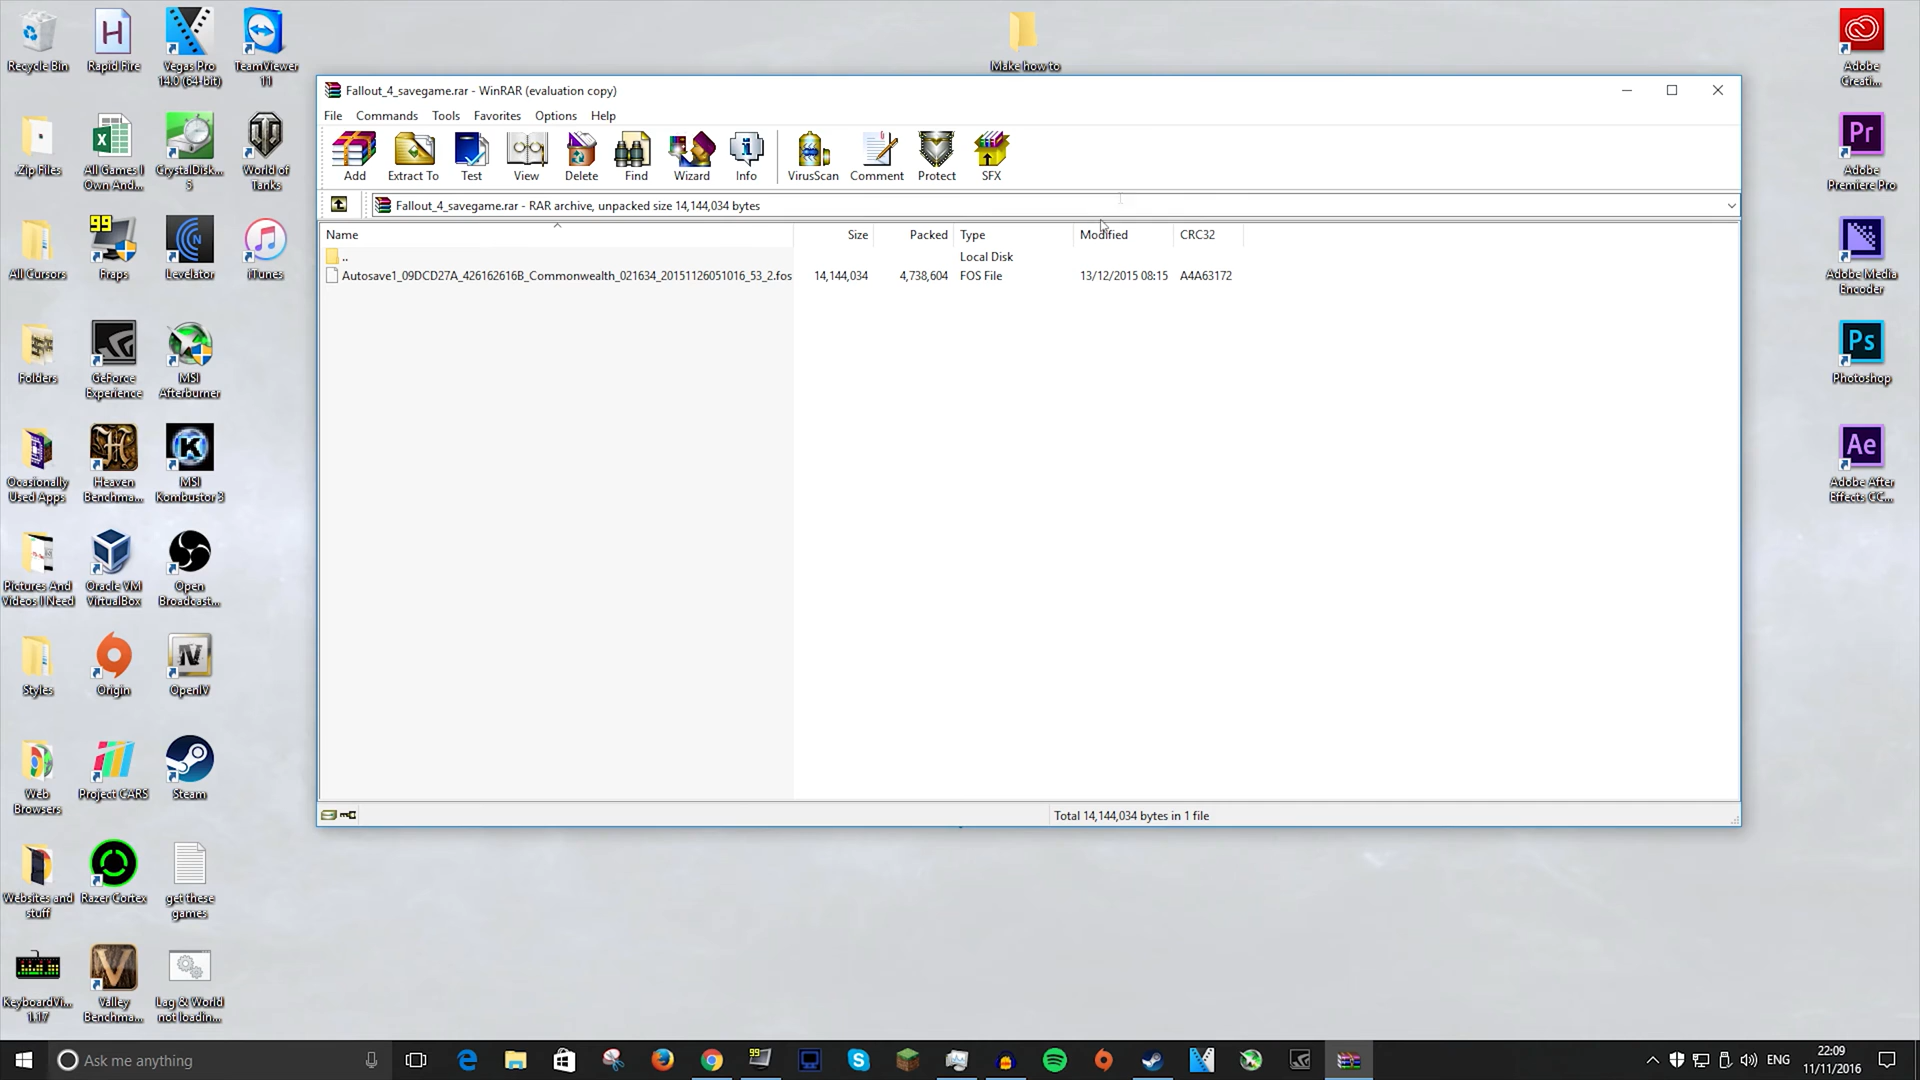 Recycle Bin
Rapid Fire
Vegas Pro
14.0 (64-bit)
TeamViewer
11
Make how to
Adobe
Creati...
.Zip Files
All Games I
Own And...
CrystalDisk...
5
World of
Tanks
Pr
Adobe
Premiere Pro
All Cursors
99
Fraps
Levelator
iTunes
Adobe Media
Encoder
Folders
GeForce
Experience
MSI
Afterburner
Ps
Photoshop
Ocasionally
Used Apps
Heaven
Benchma...
MSI
Kombustor 3
Ae
Adobe After
Effects CC...
Pictures And
Videos I Need
Oracle VM
VirtualBox
Open
Broadcast...
Styles
Origin
OpenIV
Web
Browsers
Project CARS
Steam
Websites and
stuff
Razer Cortex
get these
games
KeyboardVi...
1.17
Valley
Benchma...
Lag & World
not loadin...
Fallout_4_savegame.rar - WinRAR (evaluation copy)
File Commands Tools Favorites Options Help
Add Extract To Test View Delete Find Wizard Info VirusScan Comment Protect SFX
Fallout_4_savegame.rar - RAR archive, unpacked size 14,144,034 bytes
Name Size Packed Type Modified CRC32
.. Local Disk
Autosave1_09DCD27A_426162616B_Commonwealth_021634_20151126051016_53_2.fos 14,144,034 4,738,604 FOS File 13/12/2015 08:15 A4A63172
Total 14,144,034 bytes in 1 file
Ask me anything
99
ENG
22:09
11/11/2016